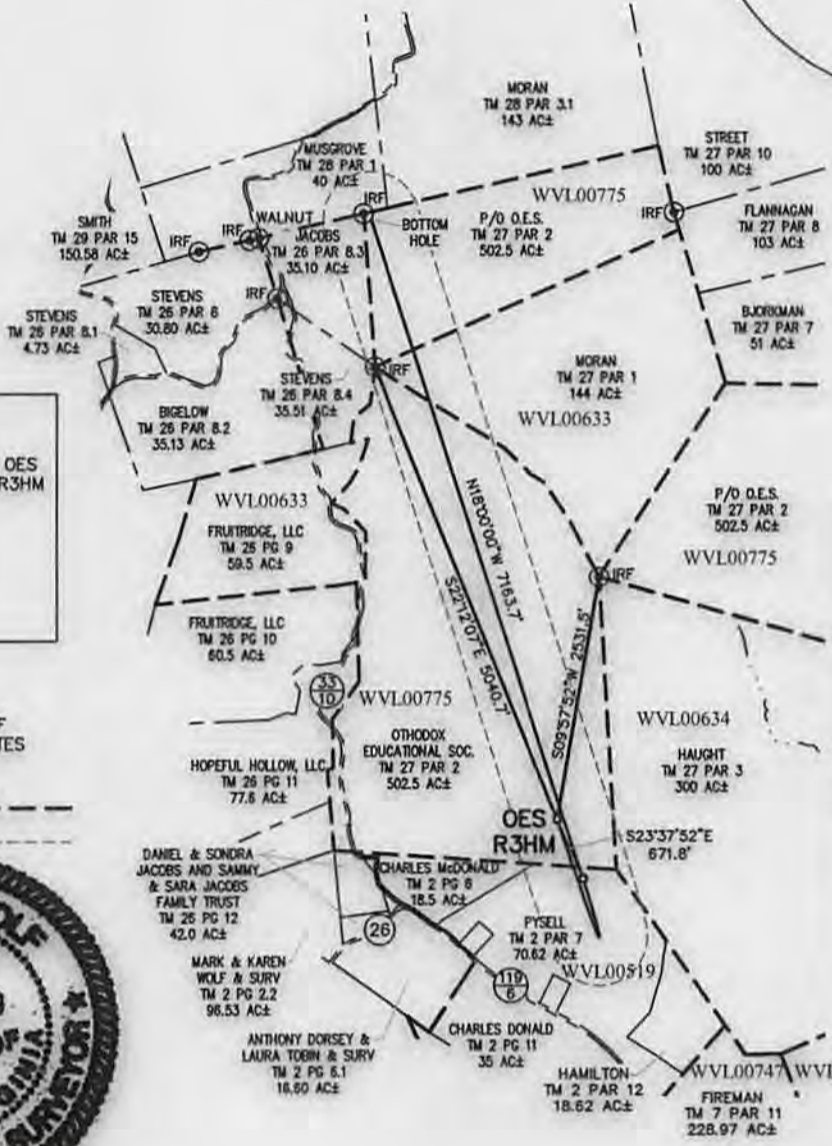 MORAN
TM 28 PAR 3.1
143 AC±
STREET
TM 27 PAR 10
100 AC±
MUSGROVE
TM 28 PAR 1
40 AC±
WVL00775
IRF
IRF
FLANNAGAN
TM 27 PAR 8
103 AC±
SMITH
TM 29 PAR 15
150.58 AC±
IRF
IRF
WALNUT
JACOBS
TM 26 PAR 8.3
35.10 AC±
BOTTOM
HOLE
P/O O.E.S.
TM 27 PAR 2
502.5 AC±
STEVENS
TM 26 PAR 6
30.80 AC±
IRF
STEVENS
TM 26 PAR 8.1
4.73 AC±
BJORKMAN
TM 27 PAR 7
51 AC±
STEVENS
TM 26 PAR 8.4
35.51 AC±
IRF
MORAN
TM 27 PAR 1
144 AC±
WVL00633
BIGELOW
TM 26 PAR 8.2
35.13 AC±
OES
R3HM
WVL00633
FRUITRIDGE, LLC
TM 26 PG 9
59.5 AC±
N18°00'00"W 7163.7'
P/O O.E.S.
TM 27 PAR 2
502.5 AC±
WVL00775
IRF
FRUITRIDGE, LLC
TM 26 PG 10
60.5 AC±
S22°12'07"E 5040.7'
S09°57'52"W 2531.5'
33
10
WVL00775
OTHODOX
EDUCATIONAL SOC.
TM 27 PAR 2
502.5 AC±
WVL00634
HAUGHT
TM 27 PAR 3
300 AC±
HOPEFUL HOLLOW, LLC
TM 26 PG 11
77.6 AC±
OES
R3HM
S23°37'52"E
671.8'
DANIEL & SONDRA
JACOBS AND SAMMY
& SARA JACOBS
FAMILY TRUST
TM 26 PG 12
42.0 AC±
CHARLES McDONALD
TM 2 PG 6
18.5 AC±
26
PYSELL
TM 2 PAR 7
70.62 AC±
WVL00519
MARK & KAREN
WOLF & SURV
TM 2 PG 2.2
96.53 AC±
119
6
ANTHONY DORSEY &
LAURA TOBIN & SURV
TM 2 PG 6.1
16.60 AC±
CHARLES DONALD
TM 2 PG 11
35 AC±
HAMILTON
TM 2 PAR 12
18.62 AC±
WVL00747
FIREMAN
TM 7 PAR 11
228.97 AC±
SURVEYOR